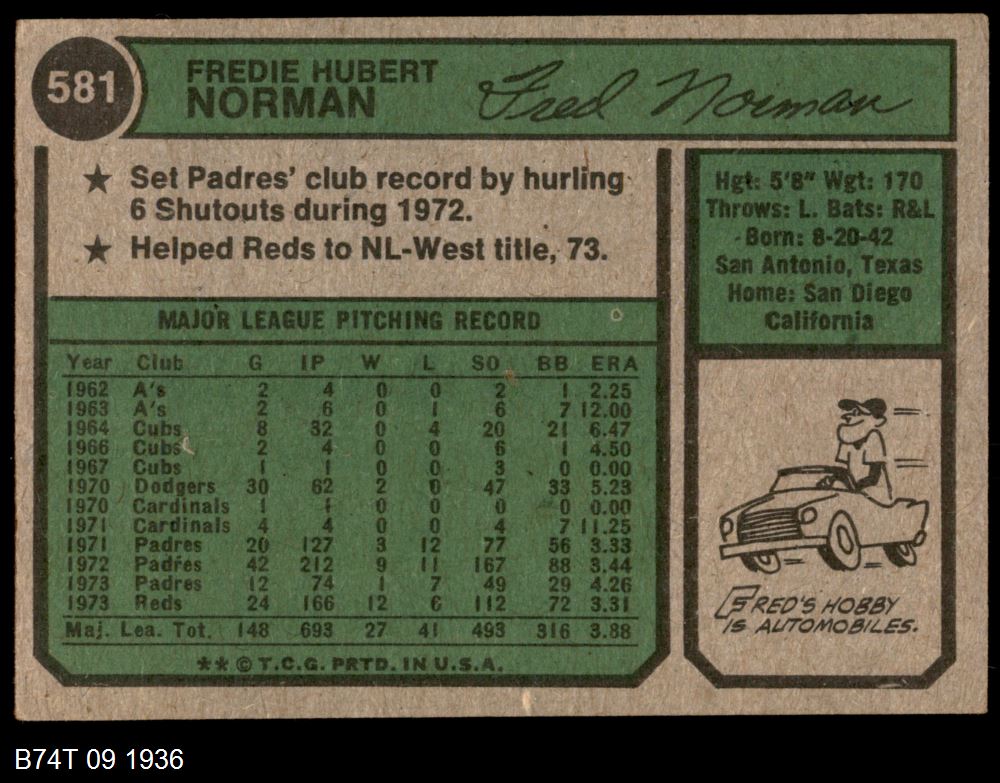 581
FREDIE HUBERT
NORMAN
Fred Norman
★ Set Padres' club record by hurling
6 Shutouts during 1972.
★ Helped Reds to NL-West title, 73.
Hgt: 5'8" Wgt: 170
Throws: L. Bats: R&L
Born: 8-20-42
San Antonio, Texas
Home: San Diego
California
MAJOR LEAGUE PITCHING RECORD
Year Club G IP W L SO BB ERA
1962 A's 2 4 0 0 2 1 2.25
1963 A's 2 6 0 1 6 7 12.00
1964 Cubs 8 32 0 4 20 21 6.47
1966 Cubs 2 4 0 0 6 1 4.50
1967 Cubs 1 1 0 0 3 0 0.00
1970 Dodgers 30 62 2 0 47 33 5.23
1970 Cardinals 1 1 0 0 0 0 0.00
1971 Cardinals 4 4 0 0 4 7 11.25
1971 Padres 20 127 3 12 77 56 3.33
1972 Padres 42 212 9 11 167 88 3.44
1973 Padres 12 74 1 7 49 29 4.26
1973 Reds 24 166 12 6 112 72 3.31
Maj. Lea. Tot. 148 693 27 41 493 316 3.88
** © T.C.G. PRTD. IN U.S.A.
FRED'S HOBBY
IS AUTOMOBILES.
B74T 09 1936